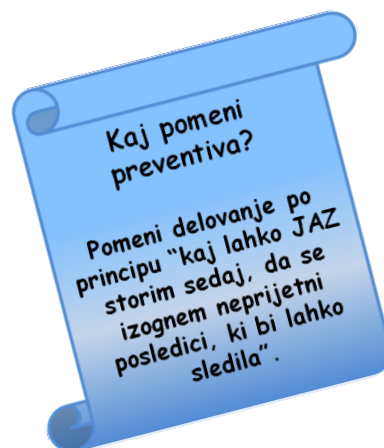 Kaj pomeni
preventiva?
Pomeni delovanje po
principu “kaj lahko JAZ
storim sedaj, da se
izognem neprijetni
posledici, ki bi lahko
sledila”.